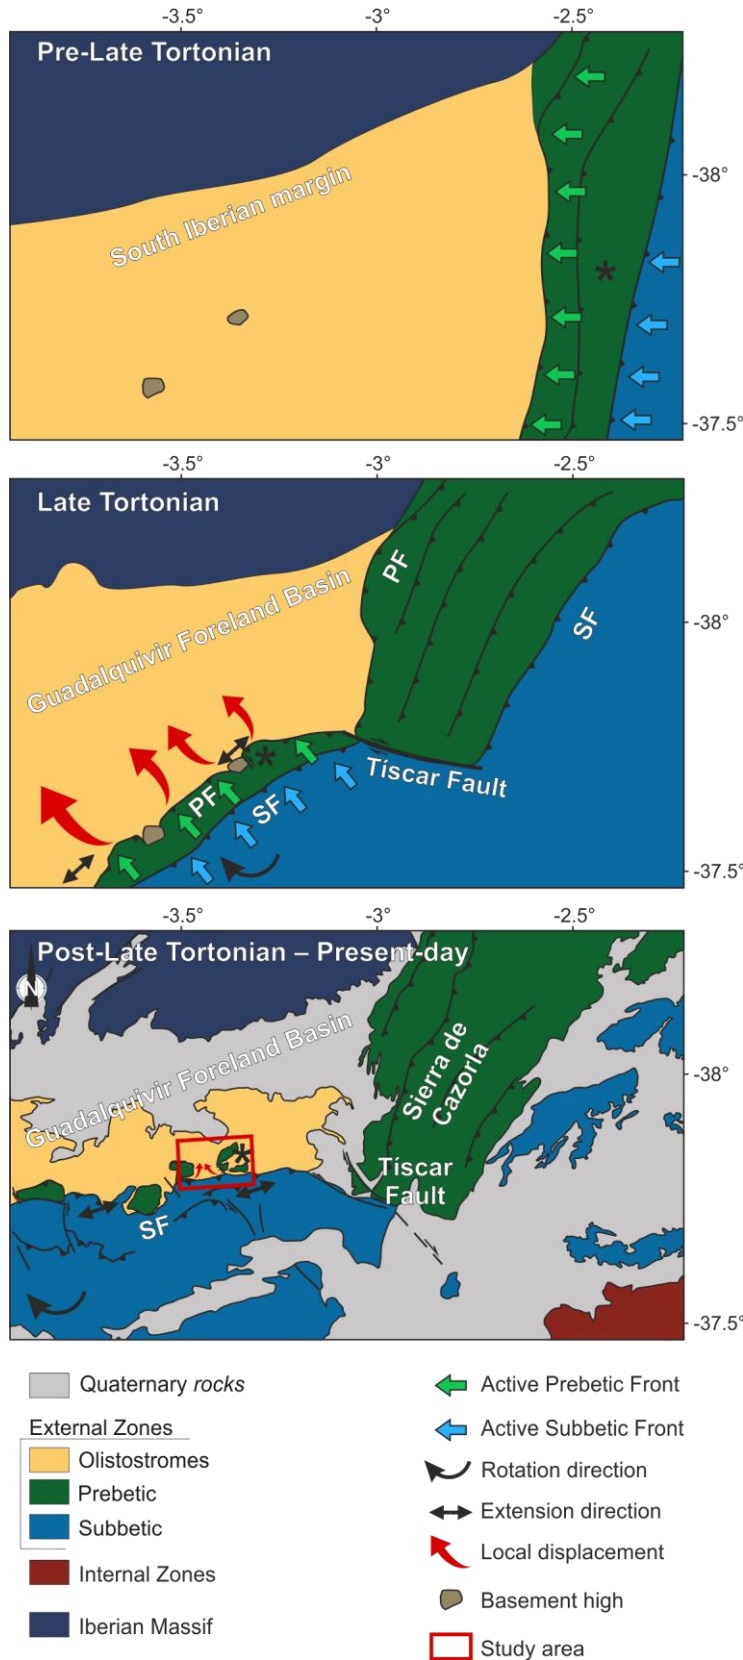 -3.5° -3° -2.5°
Pre-Late Tortonian
South Iberian margin
-38°
*
-37.5°
-3.5° -3° -2.5°
Late Tortonian
PF
Guadalquivir Foreland Basin
SF
-38°
*
Tíscar Fault
PF
SF
-37.5°
-3.5° -3° -2.5°
Post-Late Tortonian – Present-day
N
Guadalquivir Foreland Basin
Sierra de
Cazorla
-38°
*
Tíscar
Fault
SF
-37.5°
Quaternary rocks
External Zones
Olistostromes
Prebetic
Subbetic
Internal Zones
Iberian Massif
Active Prebetic Front
Active Subbetic Front
Rotation direction
Extension direction
Local displacement
Basement high
Study area